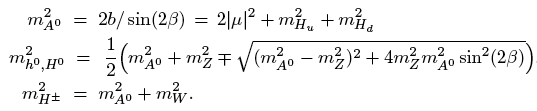 m²_{A⁰} = 2b/ sin(2β) = 2|μ|² + m²_{H_u} + m²_{H_d}
m²_{h⁰,H⁰} = 1/2 (m²_{A⁰} + m²_Z ∓ √((m²_{A⁰} − m²_Z)² + 4m²_Z m²_{A⁰} sin²(2β))).
m²_{H^±} = m²_{A⁰} + m²_W.